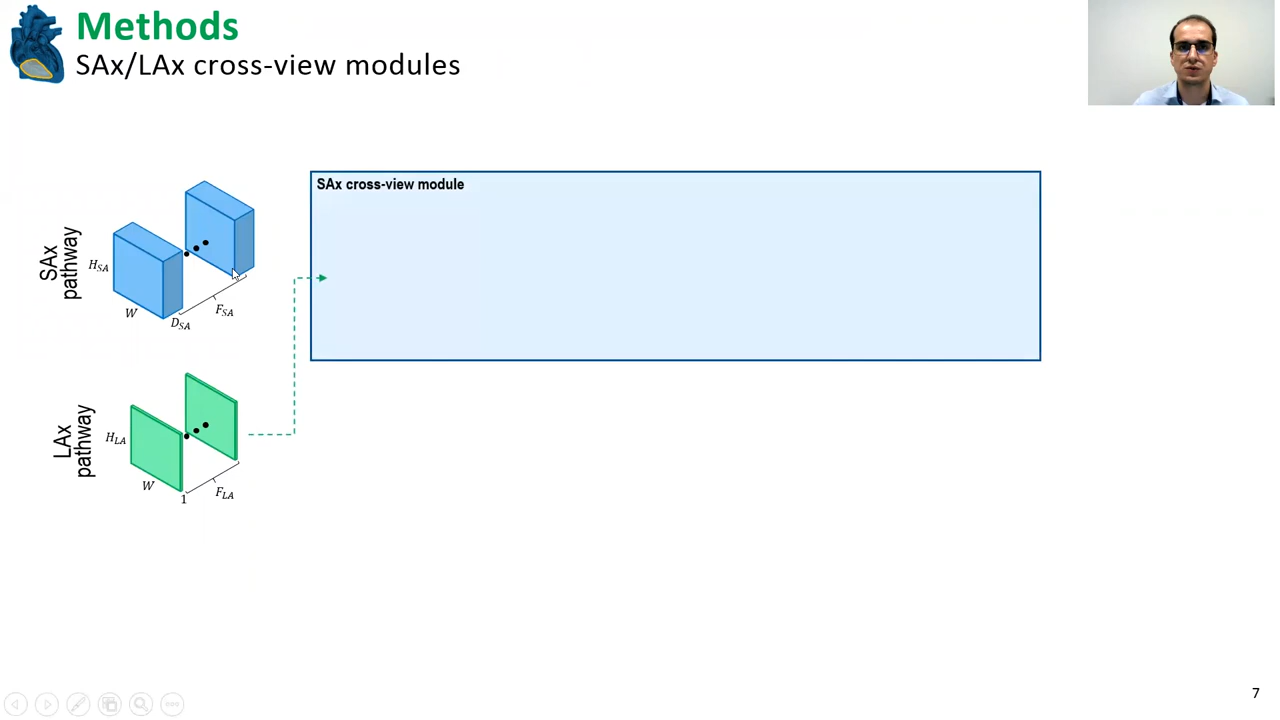 Methods
SAx/LAx cross-view modules
SAx cross-view module
SAx
pathway
H_SA
W
D_SA
F_SA
LAx
pathway
H_LA
W
1
F_LA
7